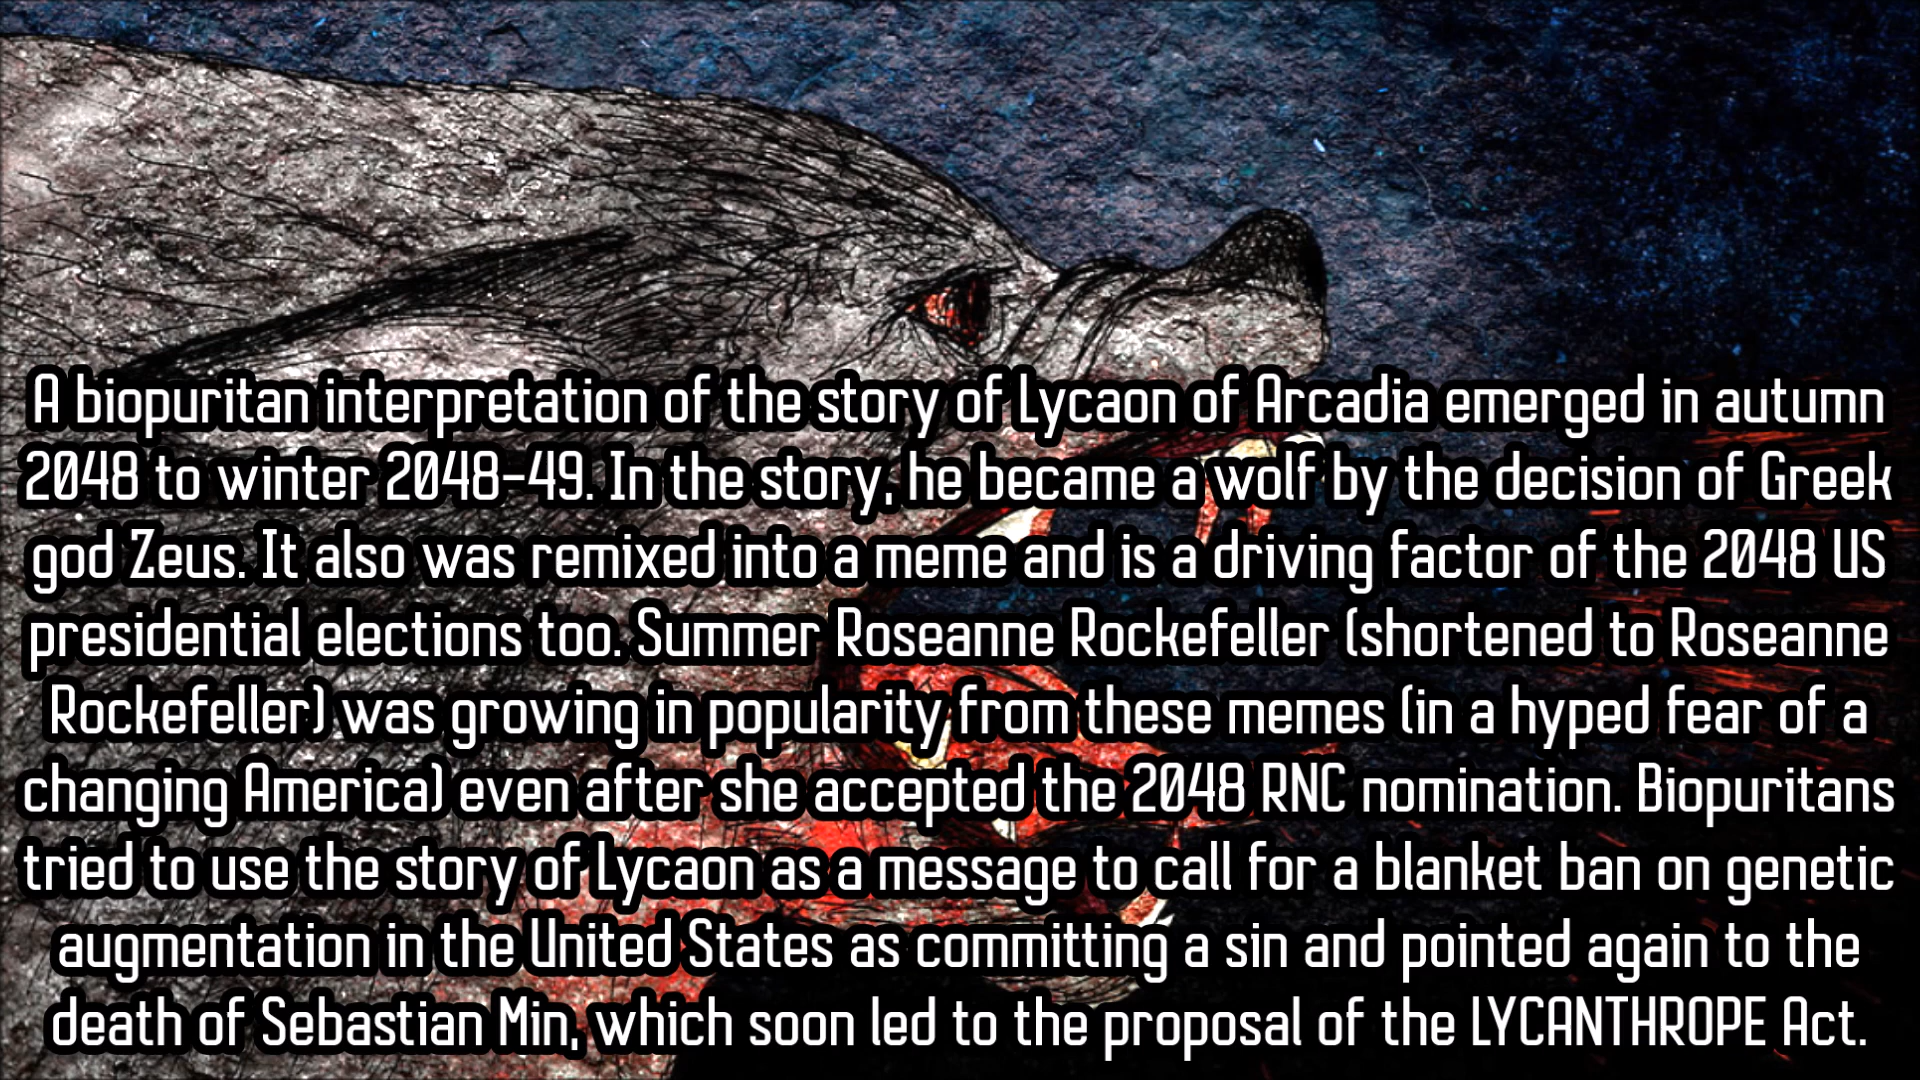 A biopuritan interpretation of the story of Lycaon of Arcadia emerged in autumn
2048 to winter 2048-49. In the story, he became a wolf by the decision of Greek
god Zeus. It also was remixed into a meme and is a driving factor of the 2048 US
presidential elections too. Summer Roseanne Rockefeller (shortened to Roseanne
Rockefeller) was growing in popularity from these memes (in a hyped fear of a
changing America) even after she accepted the 2048 RNC nomination. Biopuritans
tried to use the story of Lycaon as a message to call for a blanket ban on genetic
augmentation in the United States as committing a sin and pointed again to the
death of Sebastian Min, which soon led to the proposal of the LYCANTHROPE Act.